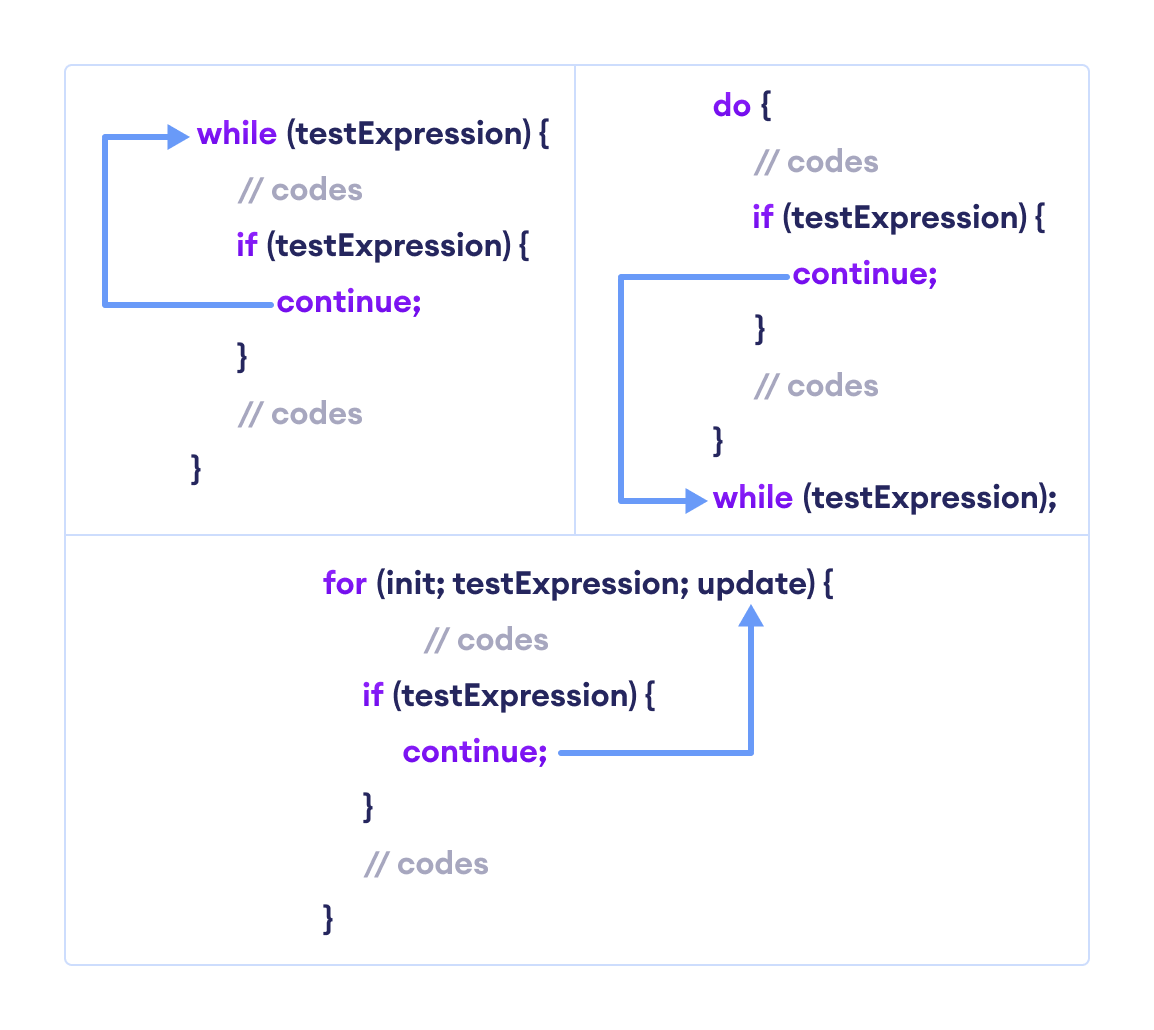 while (testExpression) {
// codes
if (testExpression) {
continue;
}
// codes
}
do {
// codes
if (testExpression) {
continue;
}
// codes
}
while (testExpression);
for (init; testExpression; update) {
// codes
if (testExpression) {
continue;
}
// codes
}